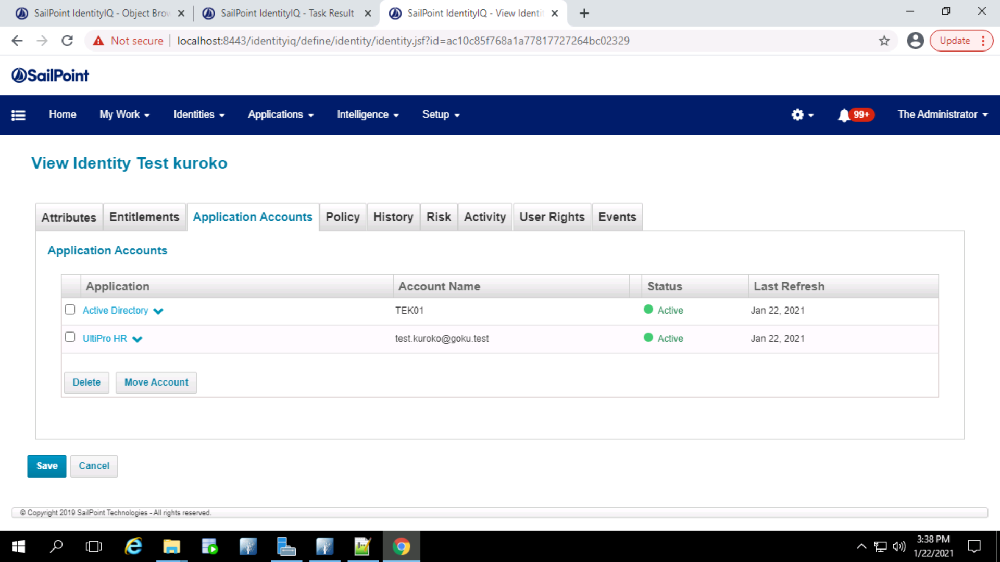 SailPoint IdentityIQ - Object Brow
SailPoint IdentityIQ - Task Result
SailPoint IdentityIQ - View Identit
Not secure
localhost:8443/identityiq/define/identity/identity.jsf?id=ac10c85f768a1a77817727264bc02329
Update
SailPoint
Home
My Work
Identities
Applications
Intelligence
Setup
99+
The Administrator
View Identity Test kuroko
Attributes
Entitlements
Application Accounts
Policy
History
Risk
Activity
User Rights
Events
Application Accounts
Application
Account Name
Status
Last Refresh
Active Directory
TEK01
Active
Jan 22, 2021
UltiPro HR
test.kuroko@goku.test
Active
Jan 22, 2021
Delete
Move Account
Save
Cancel
© Copyright 2019 SailPoint Technologies - All rights reserved.
3:38 PM
1/22/2021